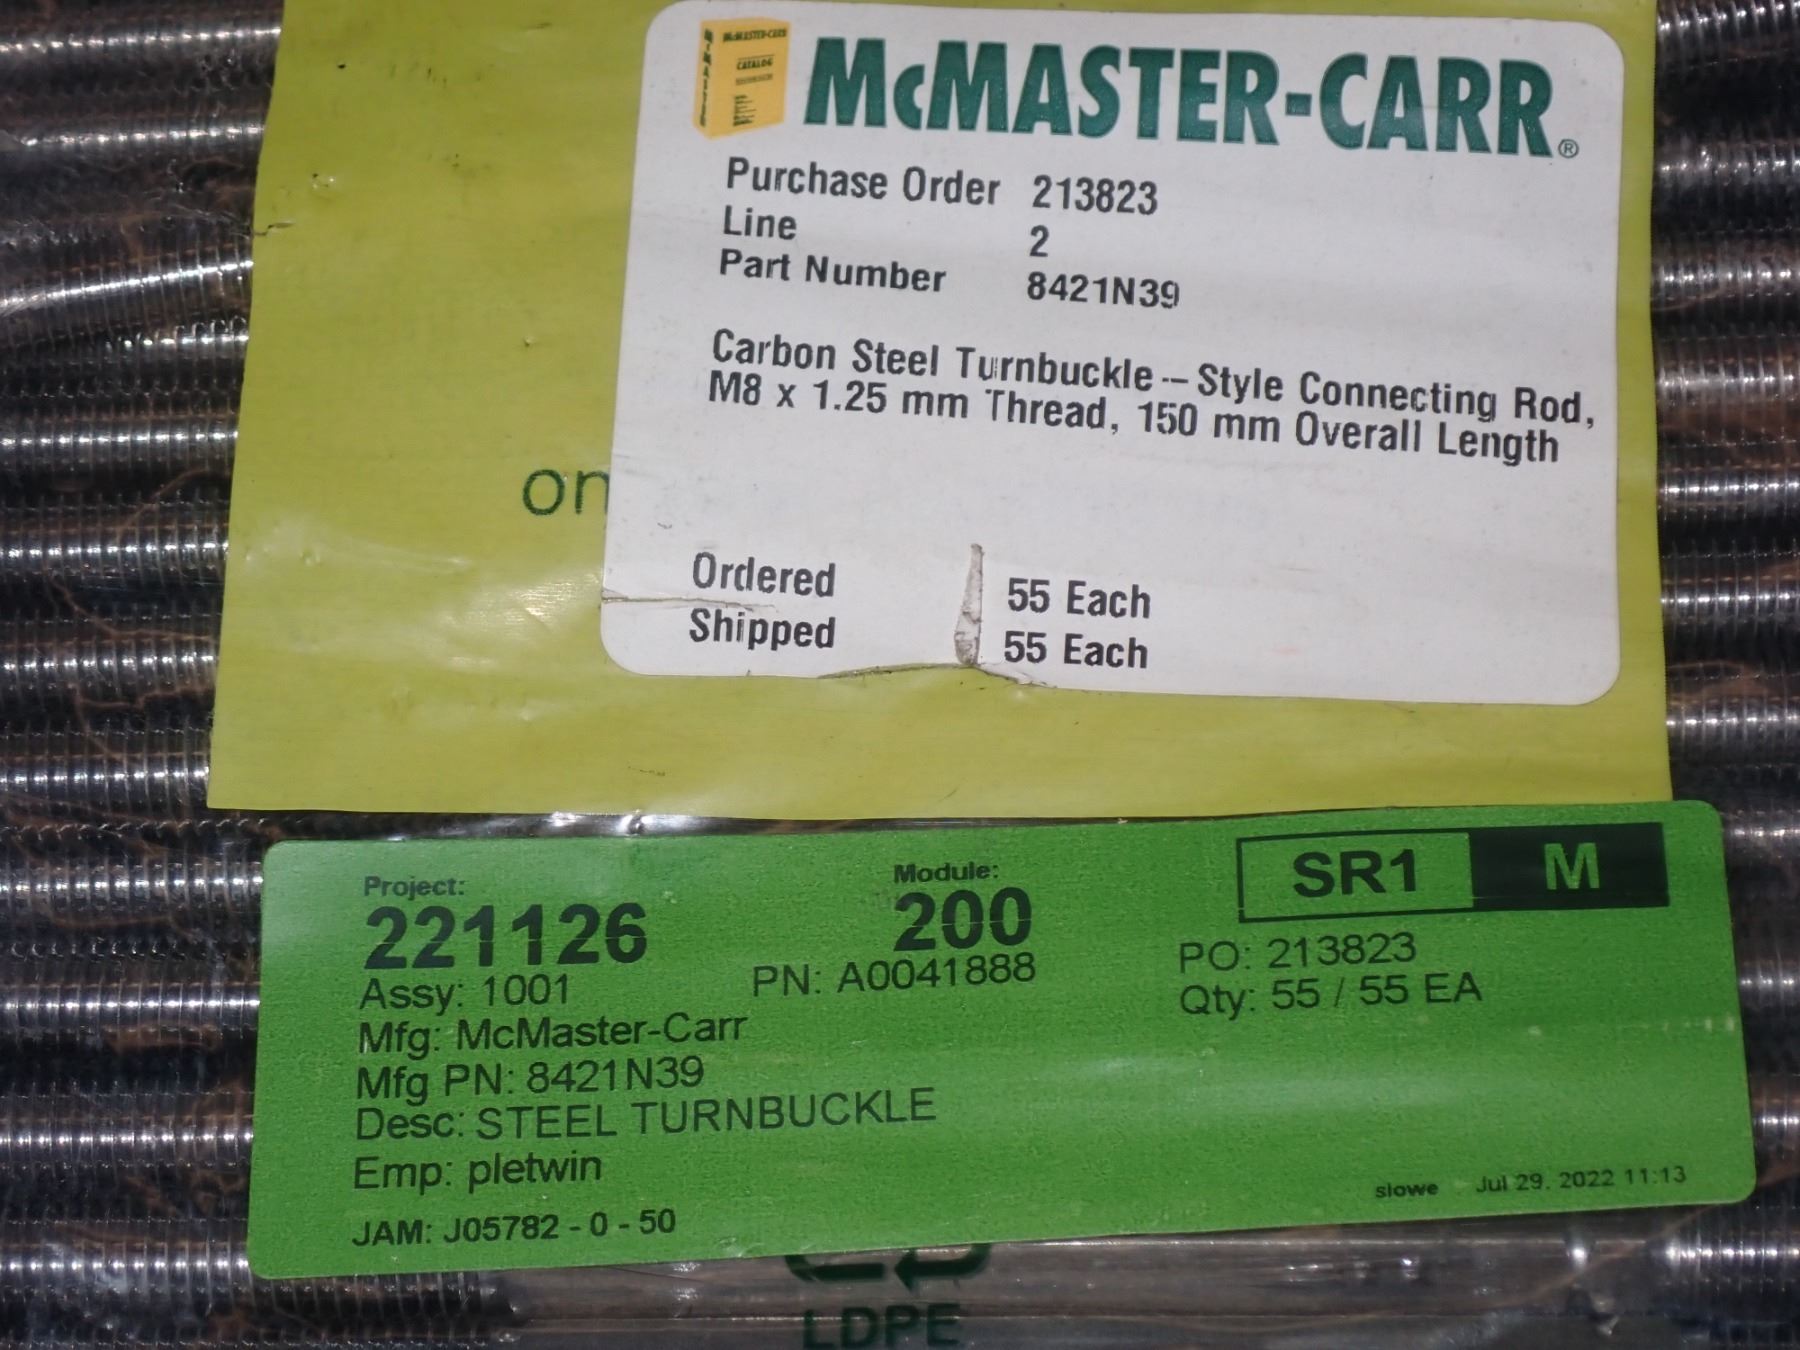 McMASTER-CARR
CATALOG
McMASTER-CARR®
Purchase Order 213823
Line 2
Part Number 8421N39
Carbon Steel Turnbuckle -- Style Connecting Rod,
M8 x 1.25 mm Thread, 150 mm Overall Length
on
Ordered 55 Each
Shipped 55 Each
Project: Module: SR1 M
221126 200
Assy: 1001 PN: A0041888 PO: 213823
Mfg: McMaster-Carr Qty: 55 / 55 EA
Mfg PN: 8421N39
Desc: STEEL TURNBUCKLE
Emp: pletwin
JAM: J05782 - 0 - 50 slowe Jul 29, 2022 11:13
LDPE